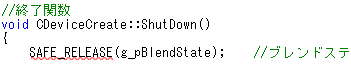 //終了関数
void CDeviceCreate::ShutDown()
{
SAFE_RELEASE(g_pBlendState); //ブレンドステ